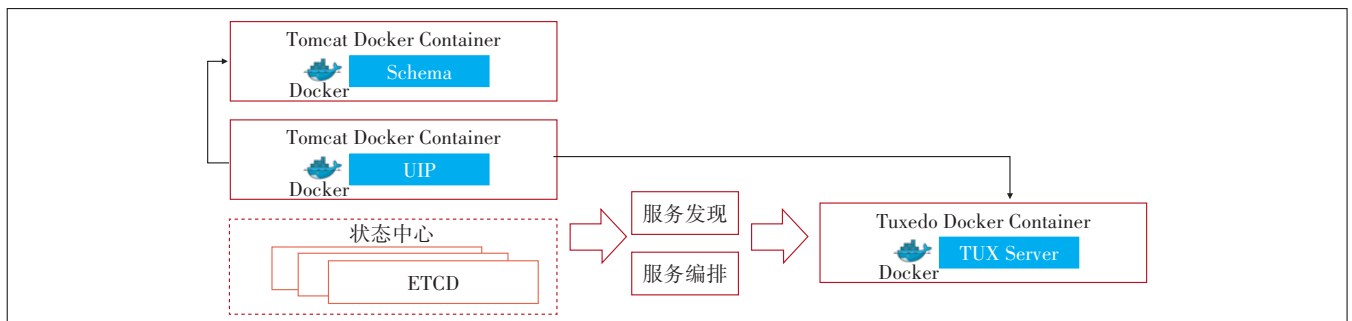 Tomcat Docker Container
Schema
Docker
Tomcat Docker Container
UIP
Docker
状态中心
ETCD
服务发现
服务编排
Tuxedo Docker Container
TUX Server
Docker